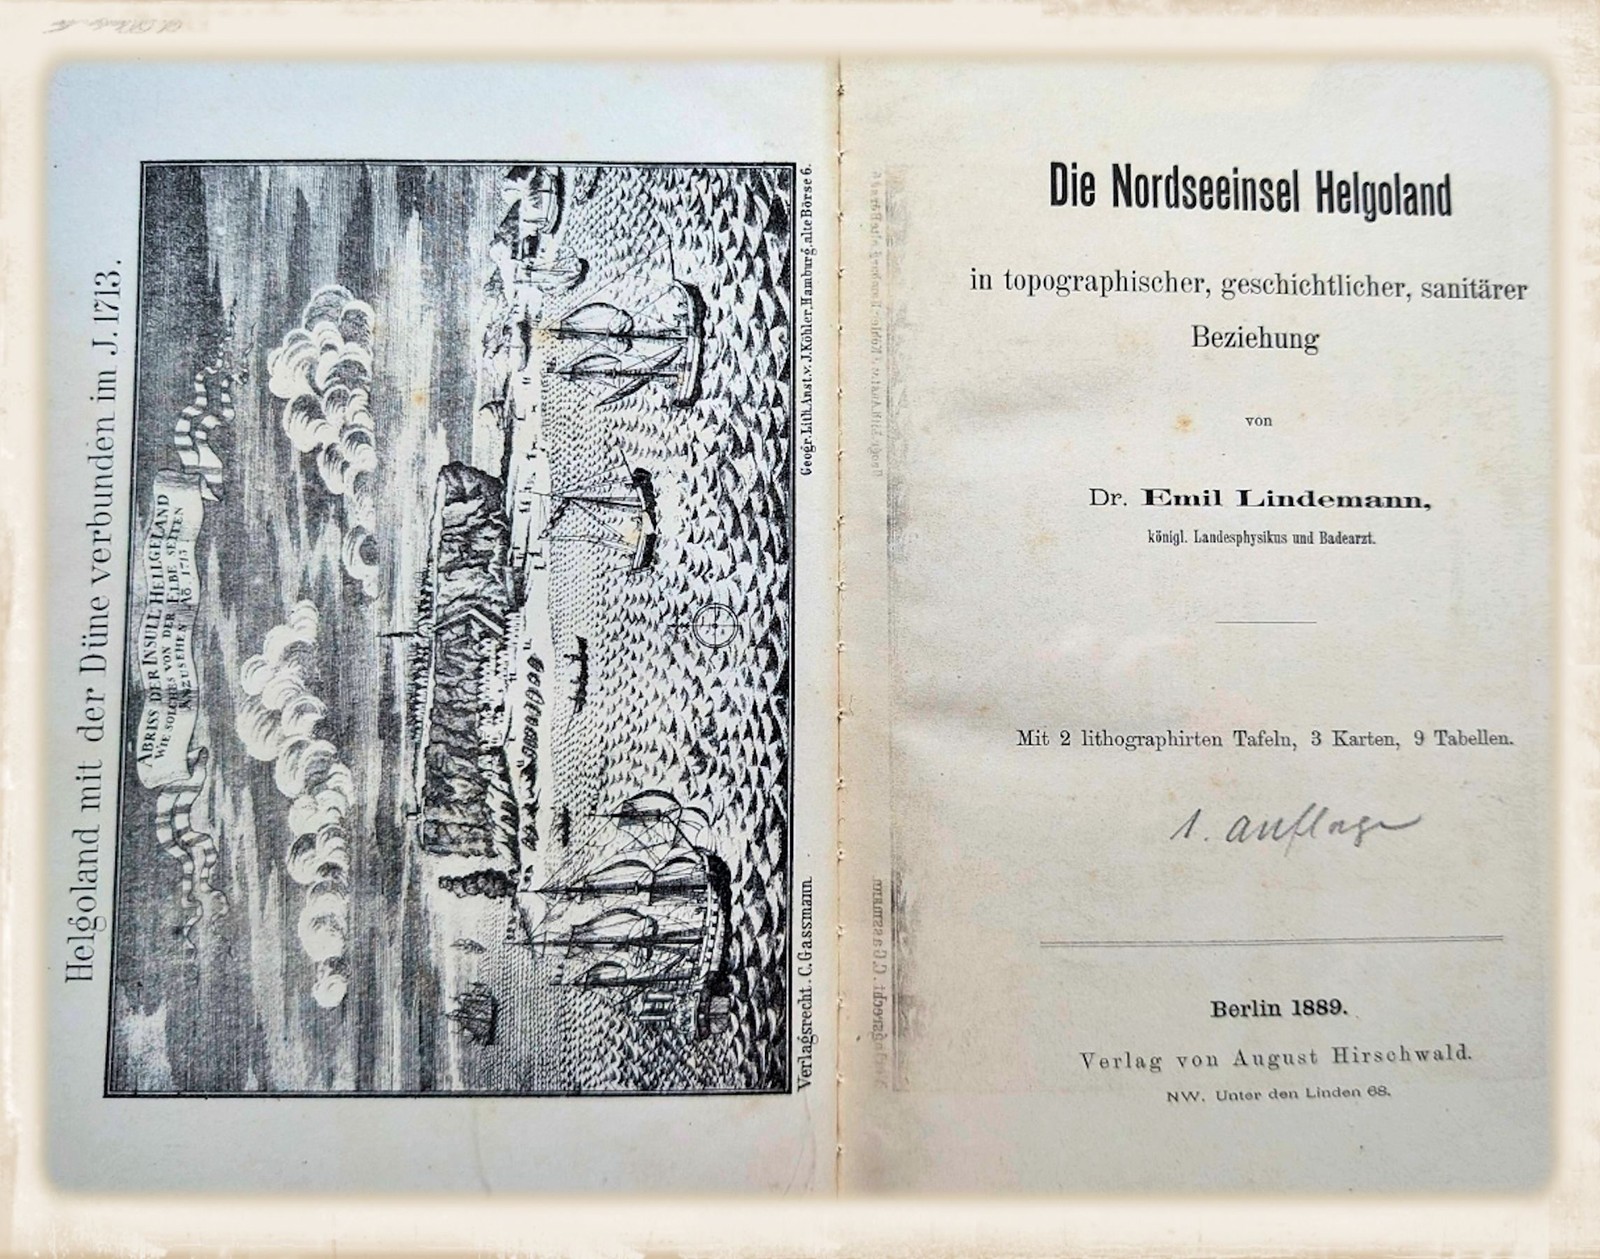 Helgoland mit der Düne verbunden im J. 1713.
ABRISS DER INSULL HEILGELAND
WIE SOLCHES VON DER ELBE SEITEN
ANZUSEHEN Aō 1713
Verlagsrecht. C. Gassmann.
Geogr. Lith. Anst. v. J. Köhler, Hamburg, alte Börse 6.
Die Nordseeinsel Helgoland
in topographischer, geschichtlicher, sanitärer
Beziehung
von
Dr. Emil Lindemann,
königl. Landesphysikus und Badearzt.
Mit 2 lithographirten Tafeln, 3 Karten, 9 Tabellen.
1. Auflage
Berlin 1889.
Verlag von August Hirschwald.
NW. Unter den Linden 68.